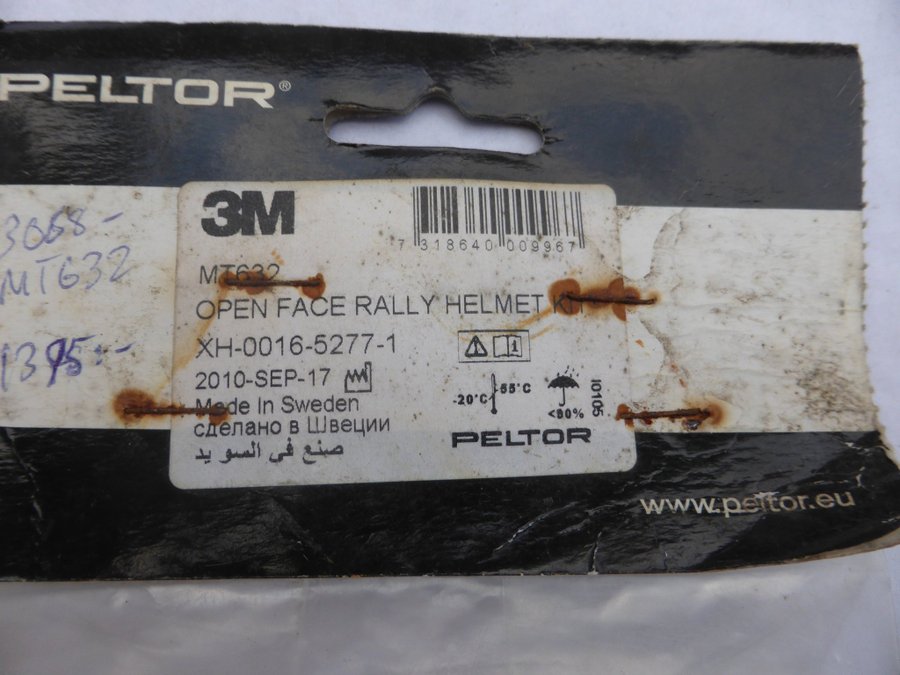 PELTOR®
3M
7 318640 009967
MT632
OPEN FACE RALLY HELMET KIT
XH-0016-5277-1
2010-SEP-17
-20°C
+55°C
<90%
I0105
Made In Sweden
сделано в Швеции
صنع في السويد
PELTOR
www.peltor.eu
3068-
MT632
1395:-